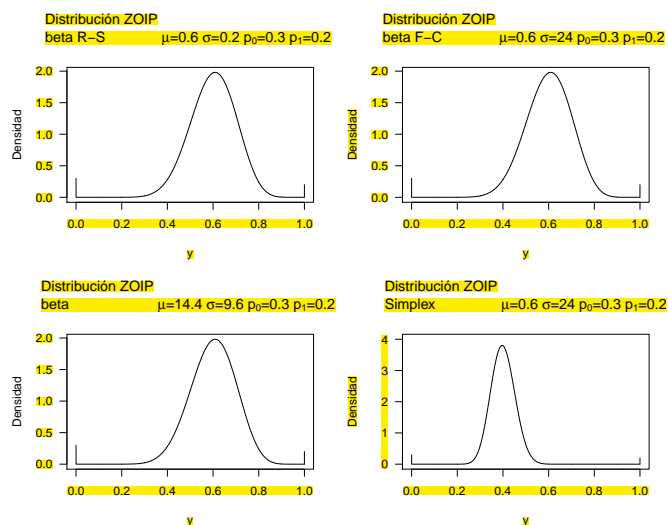 Distribución ZOIP
beta R−S μ=0.6 σ=0.2 p₀=0.3 p₁=0.2
Densidad
2.0
1.5
1.0
0.5
0.0
0.0 0.2 0.4 0.6 0.8 1.0
y
Distribución ZOIP
beta F−C μ=0.6 σ=24 p₀=0.3 p₁=0.2
Densidad
2.0
1.5
1.0
0.5
0.0
0.0 0.2 0.4 0.6 0.8 1.0
y
Distribución ZOIP
beta μ=14.4 σ=9.6 p₀=0.3 p₁=0.2
Densidad
2.0
1.5
1.0
0.5
0.0
0.0 0.2 0.4 0.6 0.8 1.0
y
Distribución ZOIP
Simplex μ=0.6 σ=24 p₀=0.3 p₁=0.2
Densidad
4
3
2
1
0
0.0 0.2 0.4 0.6 0.8 1.0
y